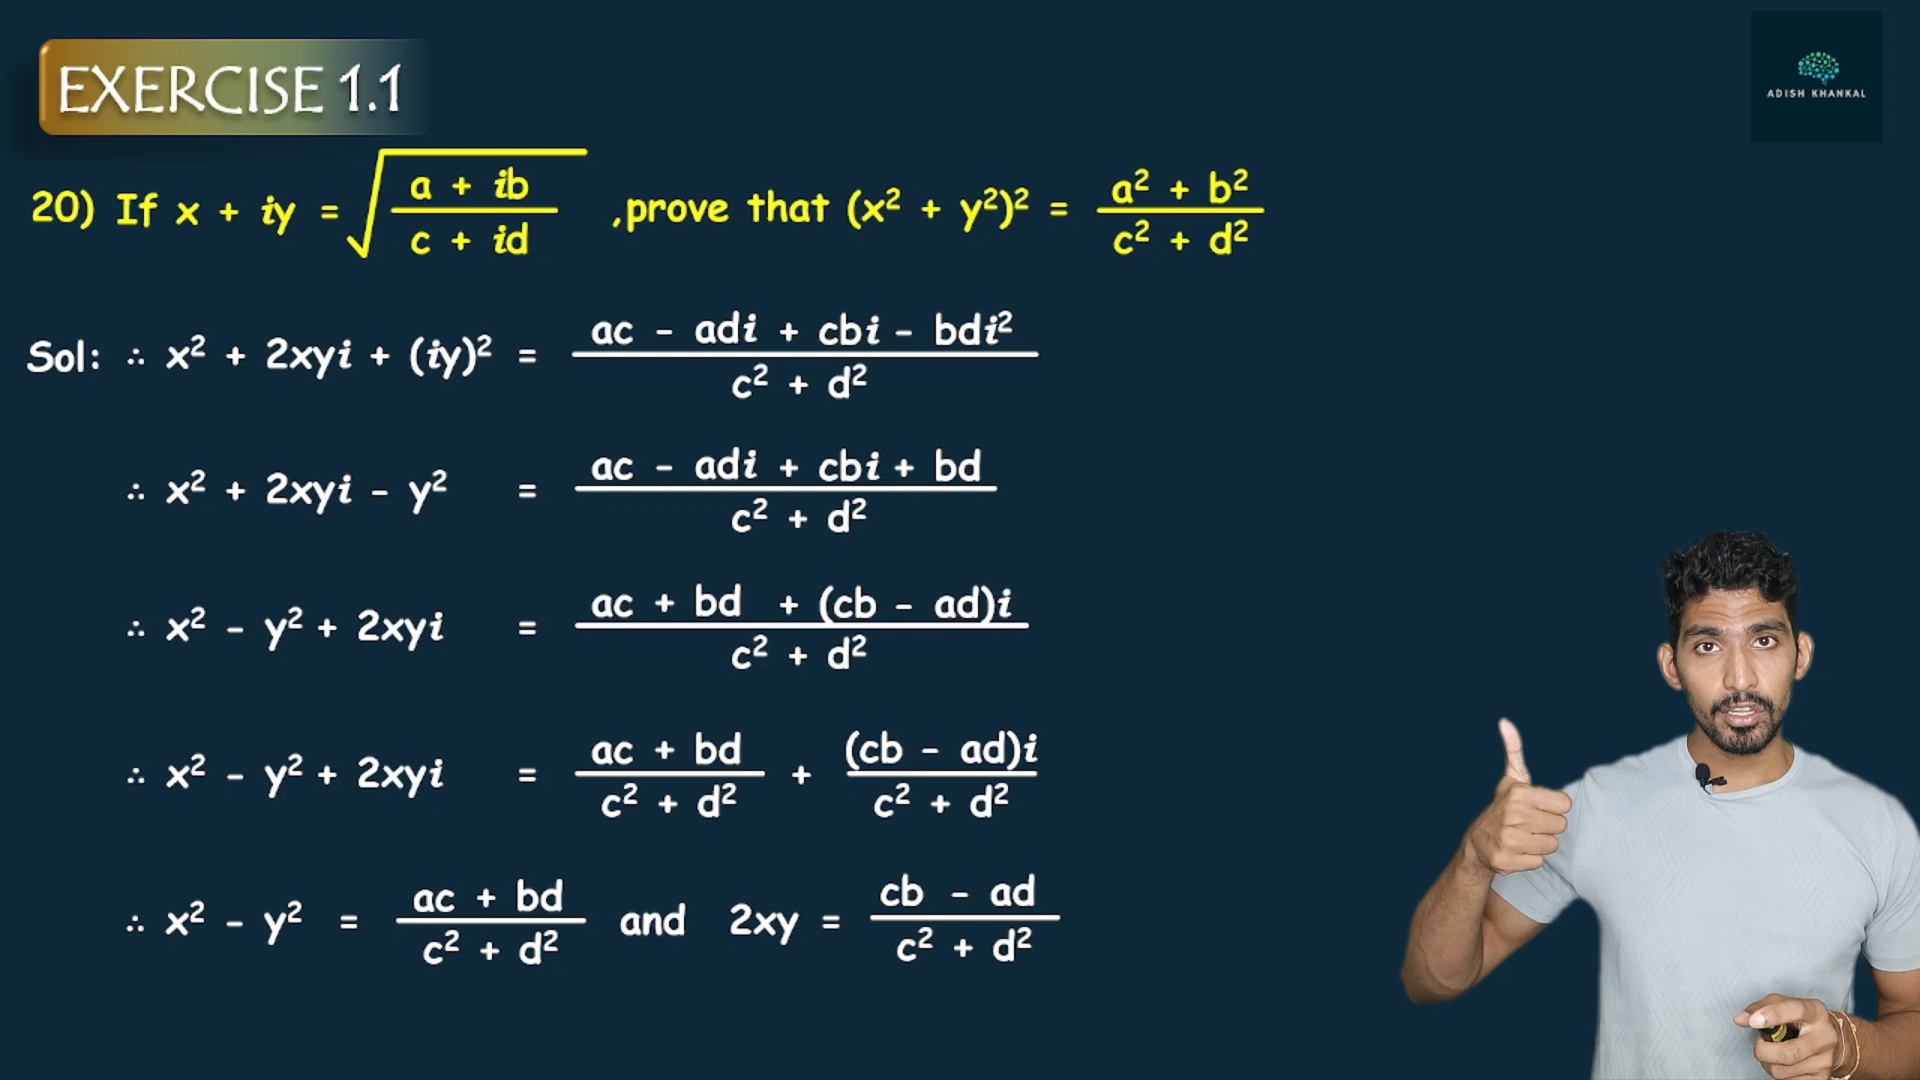 EXERCISE 1.1
ADISH KHANKAL
20) If x + iy = √((a + ib)/(c + id)) ,prove that (x² + y²)² = (a² + b²)/(c² + d²)
Sol: ∴ x² + 2xyi + (iy)² = (ac - adi + cbi - bdi²)/(c² + d²)
∴ x² + 2xyi - y² = (ac - adi + cbi + bd)/(c² + d²)
∴ x² - y² + 2xyi = (ac + bd + (cb - ad)i)/(c² + d²)
∴ x² - y² + 2xyi = (ac + bd)/(c² + d²) + ((cb - ad)i)/(c² + d²)
∴ x² - y² = (ac + bd)/(c² + d²) and 2xy = (cb - ad)/(c² + d²)